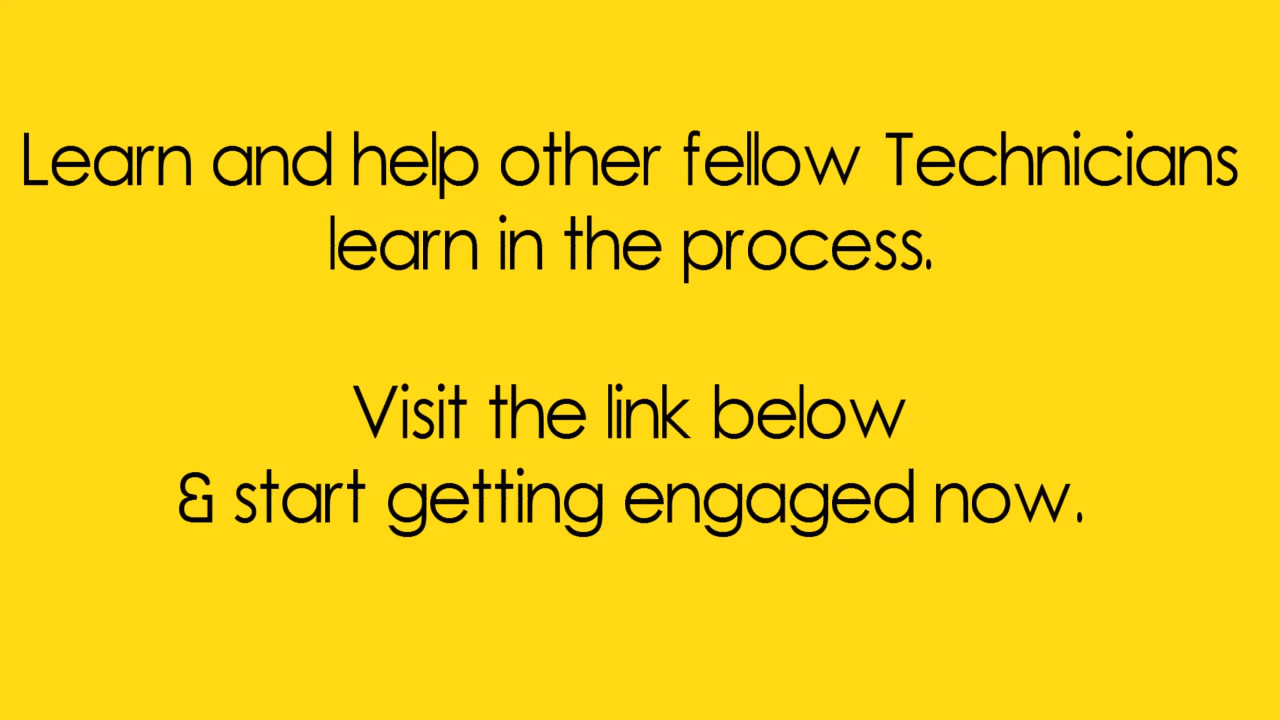 Learn and help other fellow Technicians
learn in the process.
Visit the link below
& start getting engaged now.